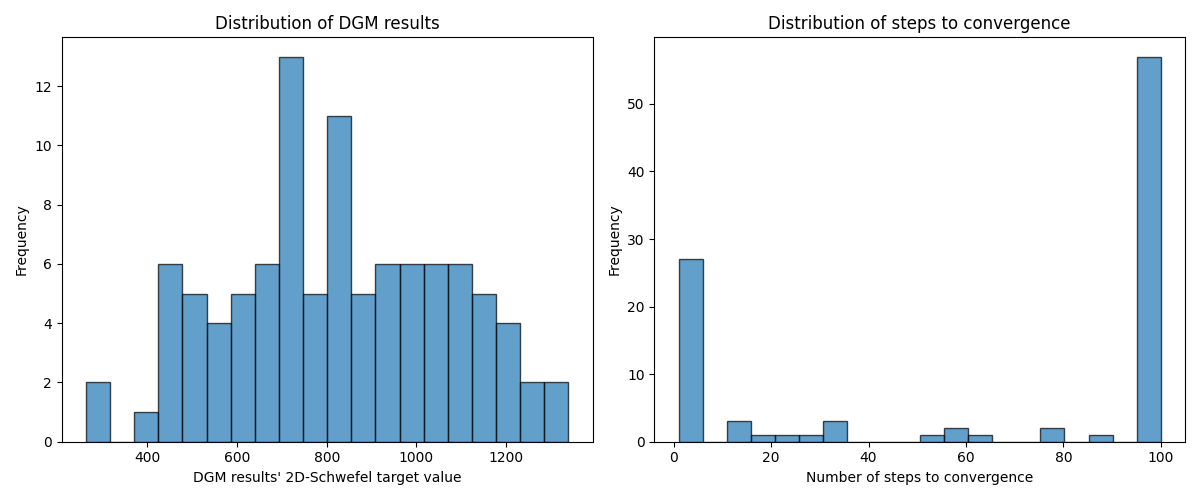 Distribution of DGM results
Frequency
12
10
8
6
4
2
0
400 600 800 1000 1200
DGM results' 2D-Schwefel target value
Distribution of steps to convergence
Frequency
50
40
30
20
10
0
0 20 40 60 80 100
Number of steps to convergence